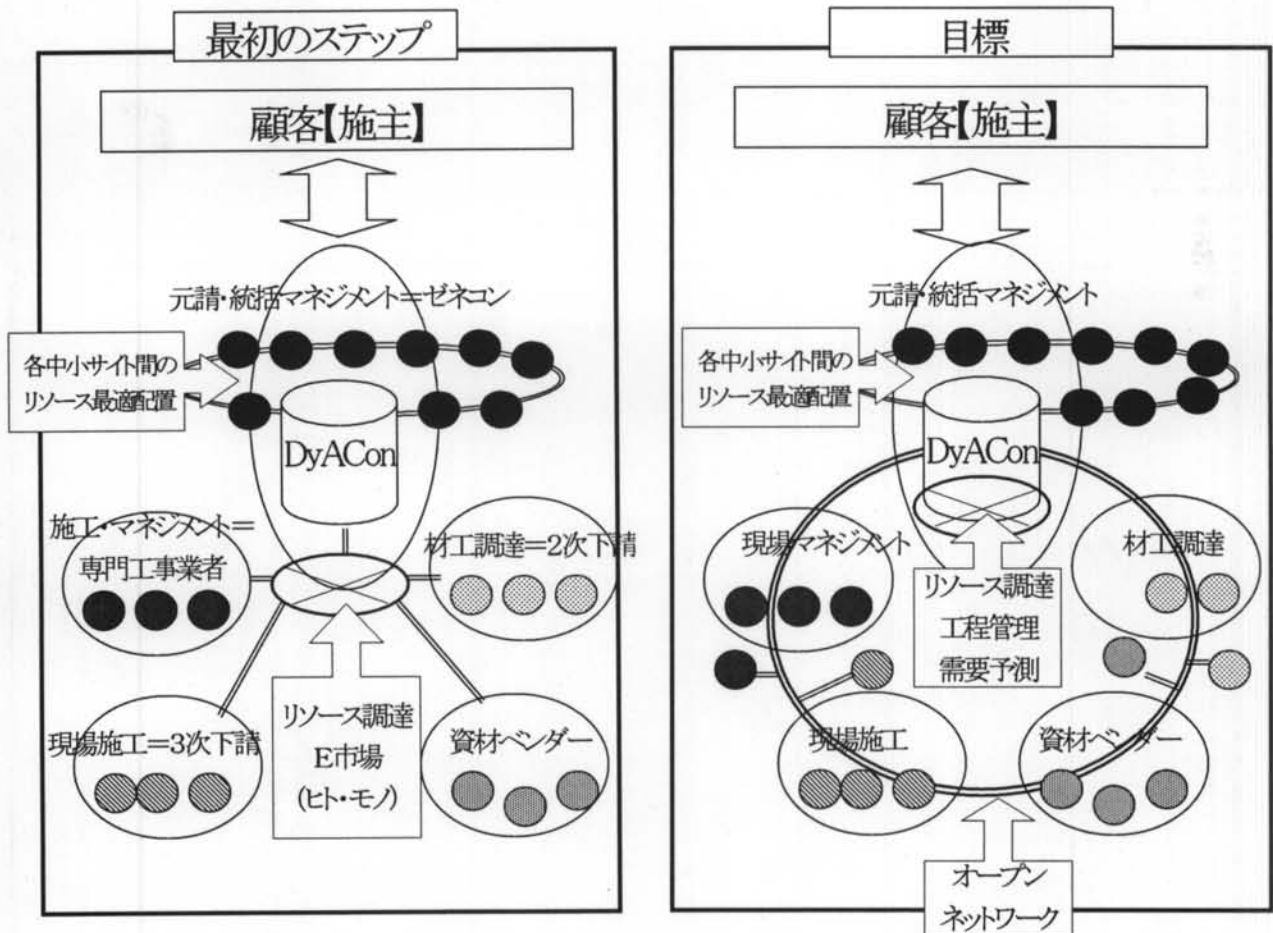 最初のステップ
顧客【施主】
元請・統括マネジメント＝ゼネコン
各中小サイト間の
リソース最適配置
DyACon
施工・マネジメント＝
専門工事業者
材工調達＝2次下請
現場施工＝3次下請
リソース調達
E市場
(ヒト・モノ)
資材ベンダー
目標
顧客【施主】
元請・統括マネジメント
各中小サイト間の
リソース最適配置
DyACon
現場マネジメント
材工調達
リソース調達
工程管理
需要予測
現場施工
資材ベンダー
オープン
ネットワーク